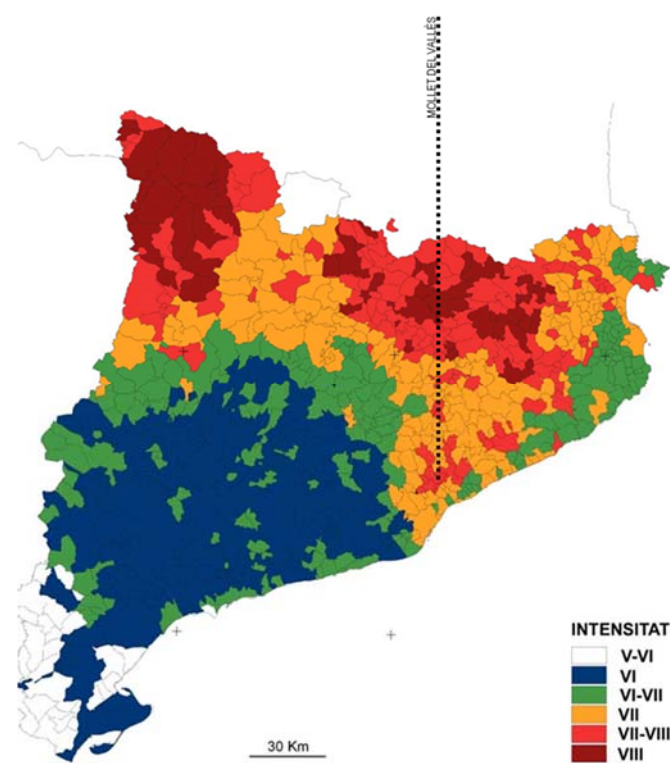 MOLLET DEL VALLÈS
INTENSITAT
V-VI
VI
VI-VII
VII
VII-VIII
VIII
30 Km